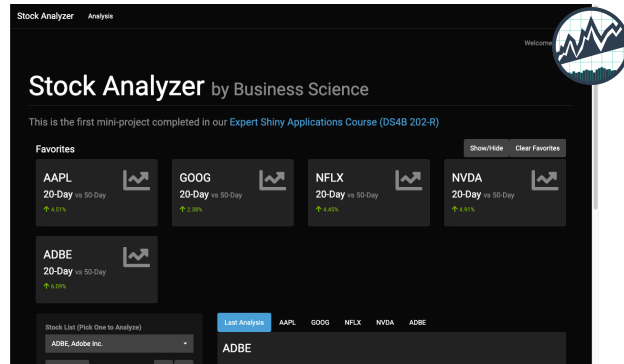 Stock Analyzer Analysis
Welcome
Stock Analyzer by Business Science
This is the first mini-project completed in our Expert Shiny Applications Course (DS4B 202-R)
Favorites Show/Hide Clear Favorites
AAPL GOOG NFLX NVDA
20-Day vs 50-Day 20-Day vs 50-Day 20-Day vs 50-Day 20-Day vs 50-Day
4.51% 2.38% 4.45% 4.91%
ADBE
20-Day vs 50-Day
6.09%
Stock List (Pick One to Analyze) Last Analysis AAPL GOOG NFLX NVDA ADBE
ADBE, Adobe Inc. ADBE